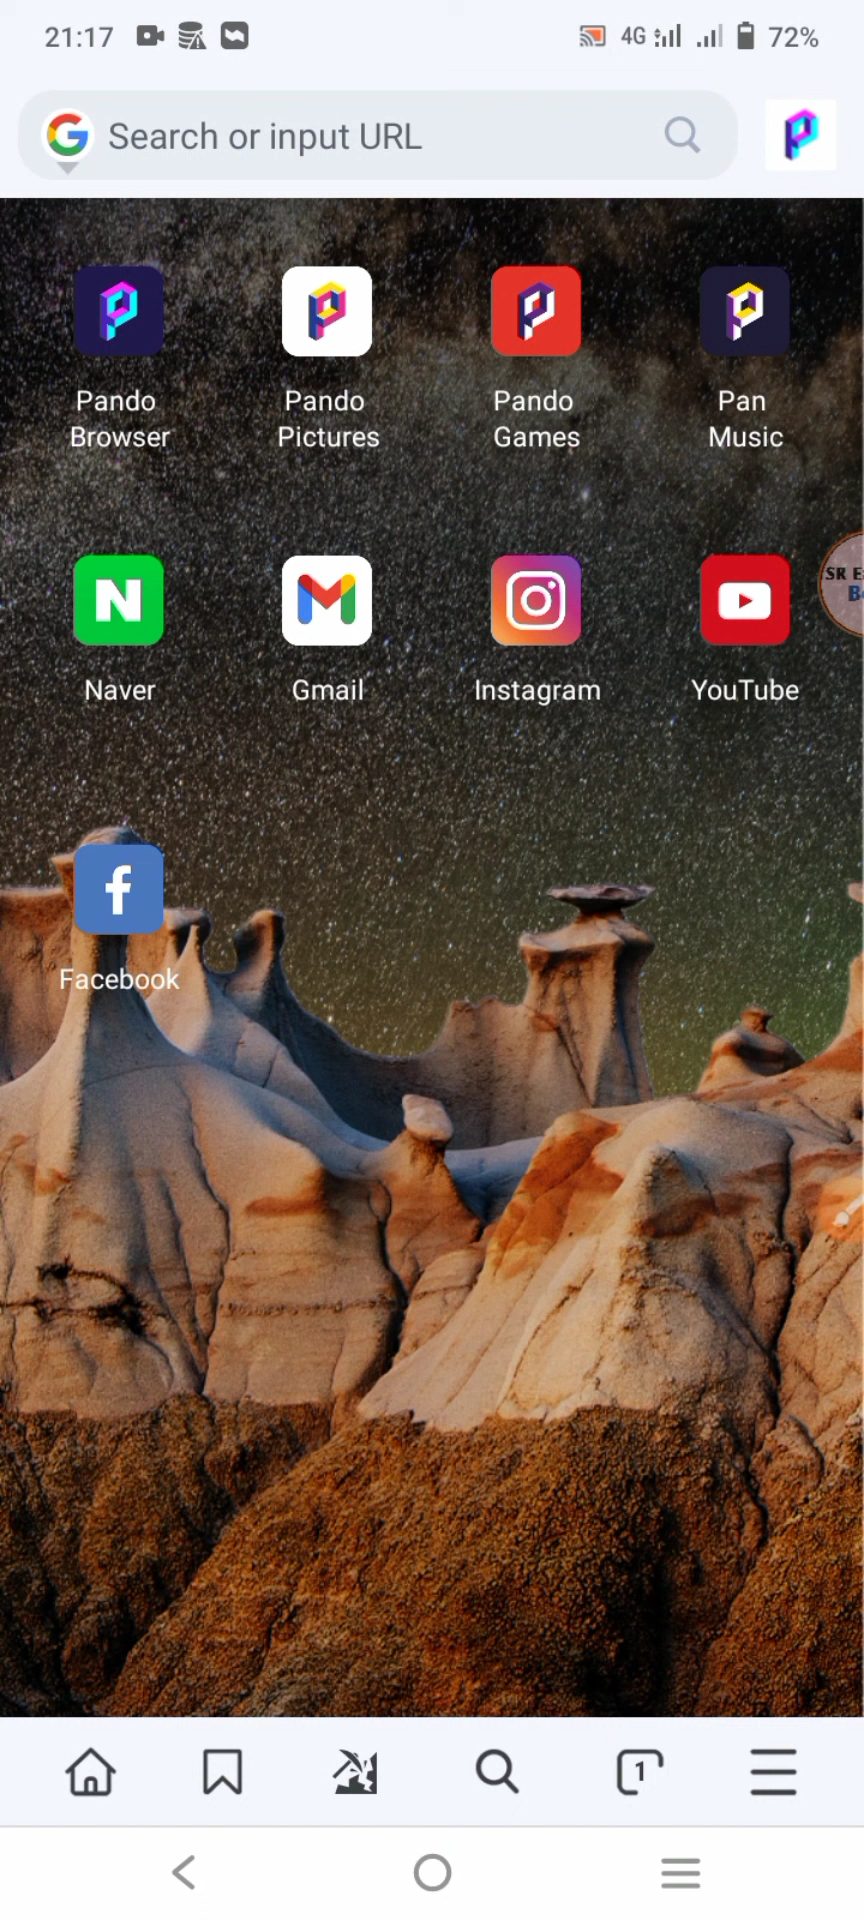 21:17 4G 72%
Search or input URL
Pando Browser
Pando Pictures
Pando Games
Pan Music
SR E
B
Naver
Gmail
Instagram
YouTube
Facebook
1